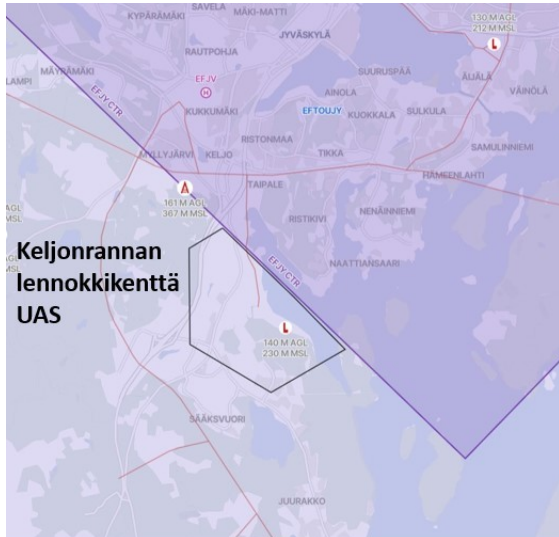 SAVELA
MÄKI-MATTI
KYPÄRÄMÄKI
130 M AGL
212 M MSL
JYVÄSKYLÄ
RAUTPOHJA
MÄYRÄMÄKI
LAMPI
EFJV
H
SUURUSPÄÄ
ÄIJÄLÄ
VÄINÖLÄ
AINOLA
EFJY CTR
KUKKUMÄKI
EFTOUJY
KUOKKALA
SULKULA
RISTONMAA
SAMULINNIEMI
MYLLYJÄRVI
KELJO
TIKKA
HÄMEENLAHTI
TAIPALE
161 M AGL
367 M MSL
RISTIKIVI
NENÄINNIEMI
Keljonrannan
lennokkikenttä
UAS
EFJY CTR
NAATTIANSAARI
140 M AGL
230 M MSL
SÄÄKSVUORI
JUURAKKO